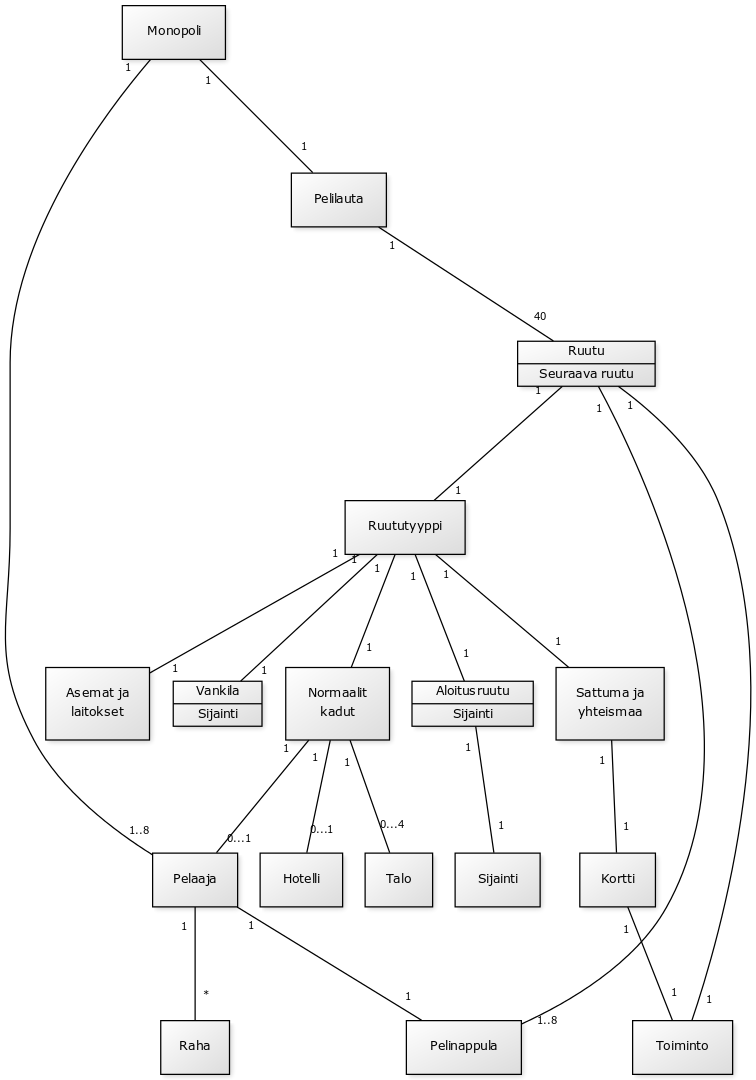 Monopoli
1
1
1
Pelilauta
1
40
Ruutu
Seuraava ruutu
1
1
1
1
Ruututyyppi
1
1
1
1
1
1
1
1
1
1
Asemat ja
laitokset
Vankila
Sijainti
Normaalit
kadut
Aloitusruutu
Sijainti
Sattuma ja
yhteismaa
1
1
1
1
1
1..8
0...1
0...1
0...4
1
1
Pelaaja
Hotelli
Talo
Sijainti
Kortti
1
1
1
*
1
1
1
1..8
Raha
Pelinappula
Toiminto